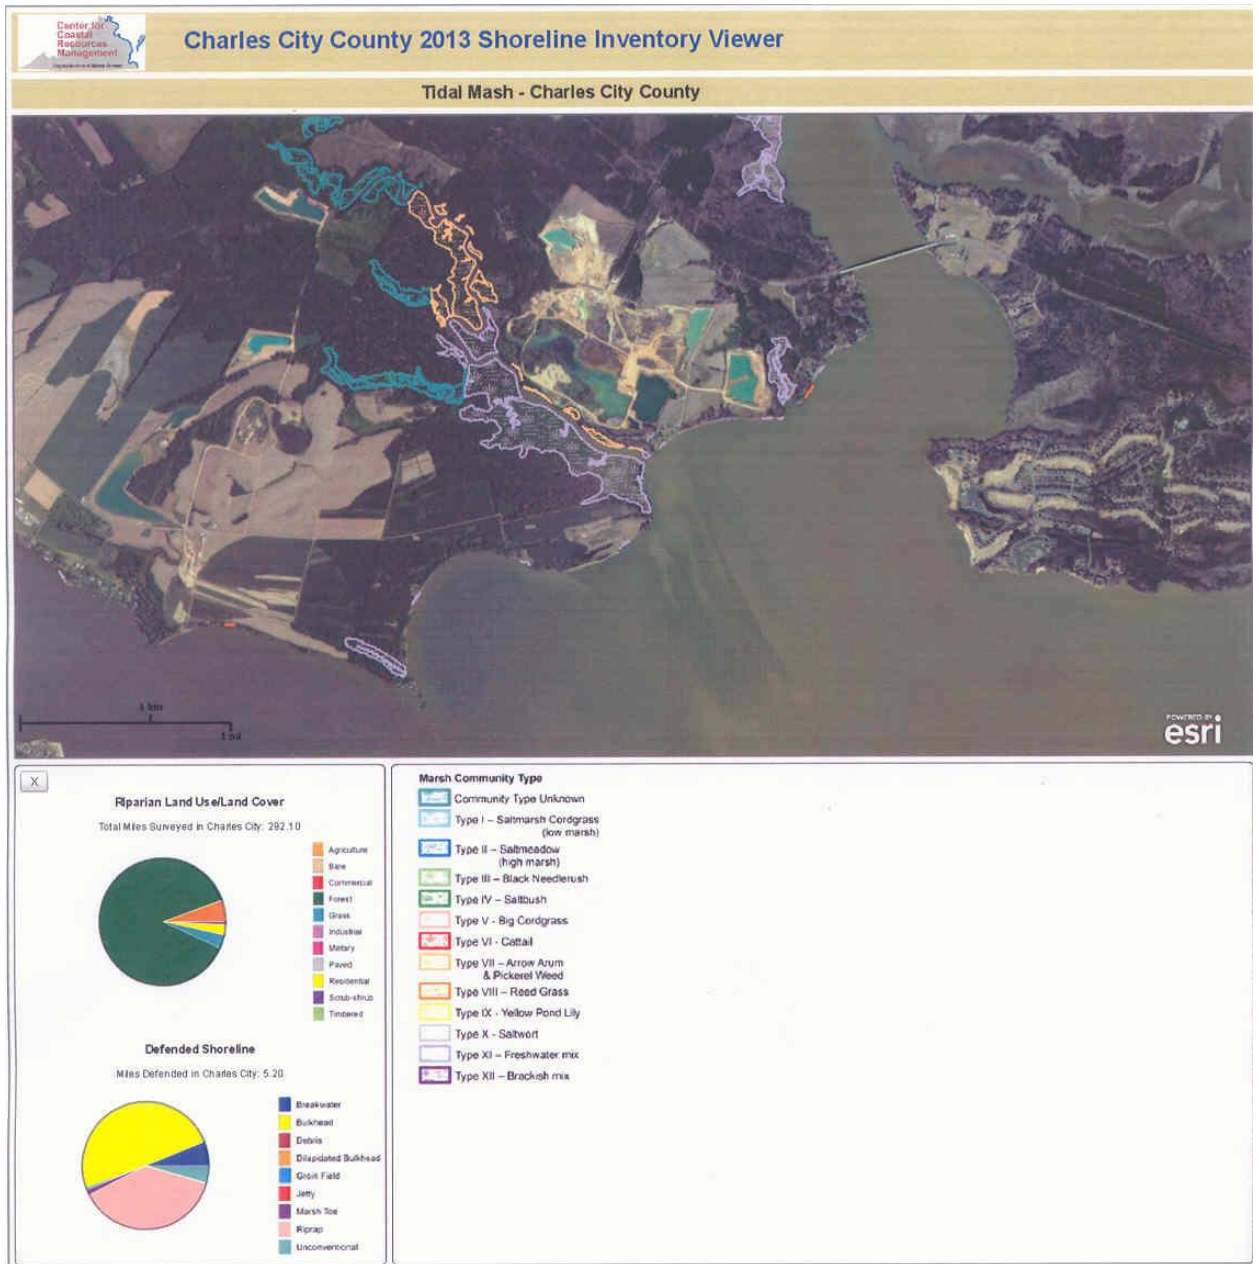 Center for
Coastal
Resources
Management
Charles City County 2013 Shoreline Inventory Viewer
Tidal Mash - Charles City County
1 km
1 mi
POWERED BY
esri
X
Riparian Land Use/Land Cover
Total Miles Surveyed in Charles City: 292.10
Agriculture
Bare
Commercial
Forest
Grass
Industrial
Military
Paved
Residential
Scrub-shrub
Timbered
Defended Shoreline
Miles Defended in Charles City: 5.20
Breakwater
Bulkhead
Debris
Dilapidated Bulkhead
Groin Field
Jetty
Marsh Toe
Riprap
Unconventional
Marsh Community Type
Community Type Unknown
Type I – Saltmarsh Cordgrass
(low marsh)
Type II – Saltmeadow
(high marsh)
Type III – Black Needlerush
Type IV – Saltbush
Type V - Big Cordgrass
Type VI - Cattail
Type VII – Arrow Arum
& Pickerel Weed
Type VIII – Reed Grass
Type IX - Yellow Pond Lily
Type X - Saltwort
Type XI – Freshwater mix
Type XII – Brackish mix